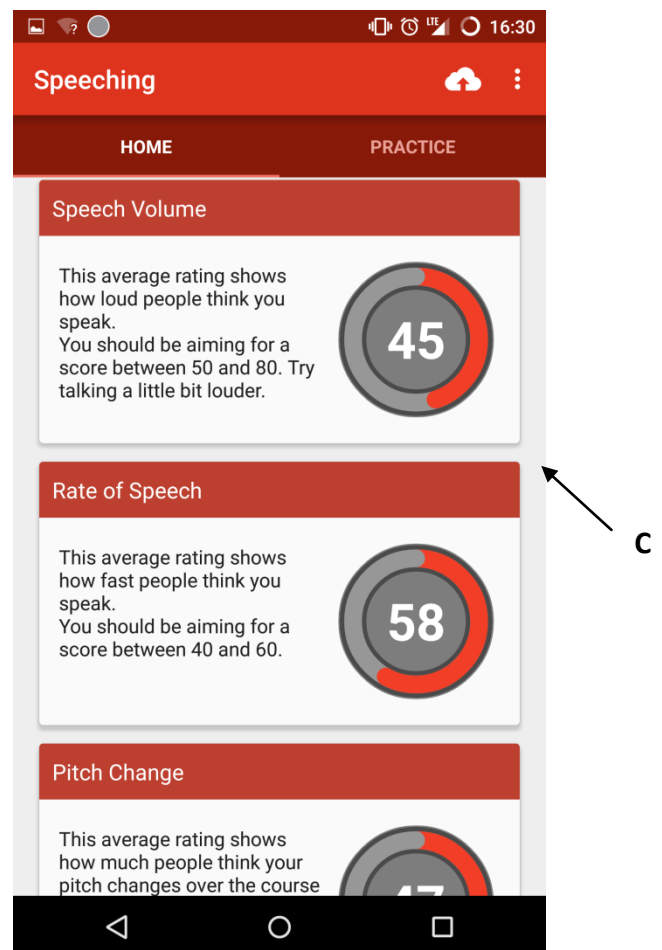 LTE 16:30
Speeching
HOME PRACTICE
Speech Volume
This average rating shows
how loud people think you
speak.
You should be aiming for a
score between 50 and 80. Try
talking a little bit louder.
45
Rate of Speech
This average rating shows
how fast people think you
speak.
You should be aiming for a
score between 40 and 60.
58
C
Pitch Change
This average rating shows
how much people think your
pitch changes over the course
47